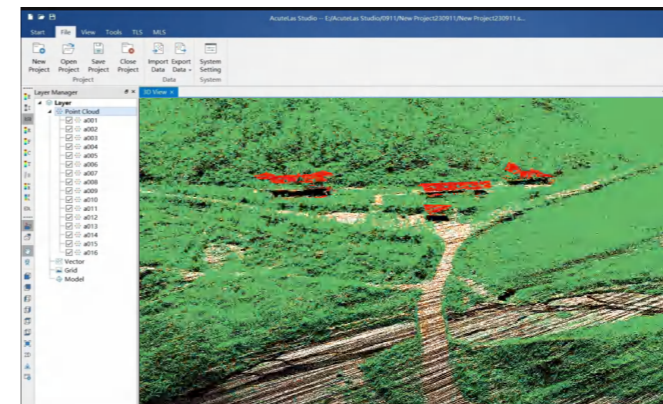 AcuteLas Studio -- E:/AcuteLas Studio/0911/New Project230911/New Project230911.a...
Start File View Tools TLS MLS
New Project
Open Project
Save Project
Close Project
Import Data
Export Data
System Setting
Project Data System
Layer Manager
3D View
Layer
Point Cloud
a001
a002
a003
a004
a005
a006
a007
a008
a009
a010
a011
a012
a013
a014
a015
a016
Vector
Grid
Model